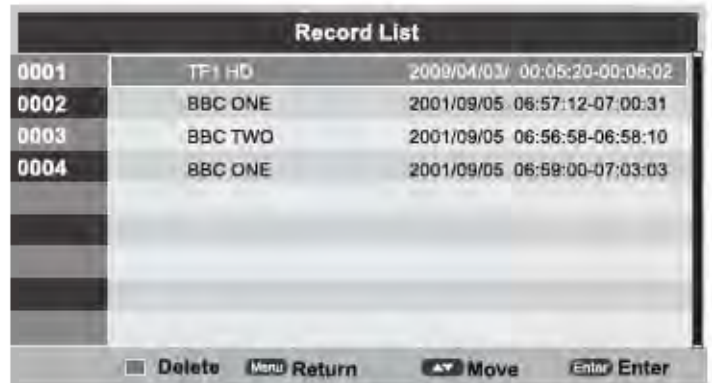 Record List
0001 TF1 HD 2009/04/03/ 00:05:20-00:08:02
0002 BBC ONE 2001/09/05 06:57:12-07:00:31
0003 BBC TWO 2001/09/05 06:56:58-06:58:10
0004 BBC ONE 2001/09/05 06:59:00-07:03:03
Delete Menu Return Move Enter Enter